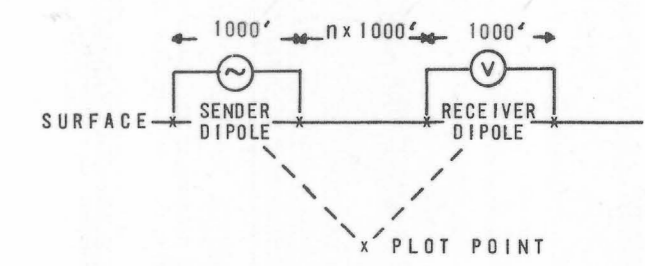 1000' n x 1000' 1000'
~ V
SURFACE SENDER DIPOLE RECEIVER DIPOLE
x PLOT POINT